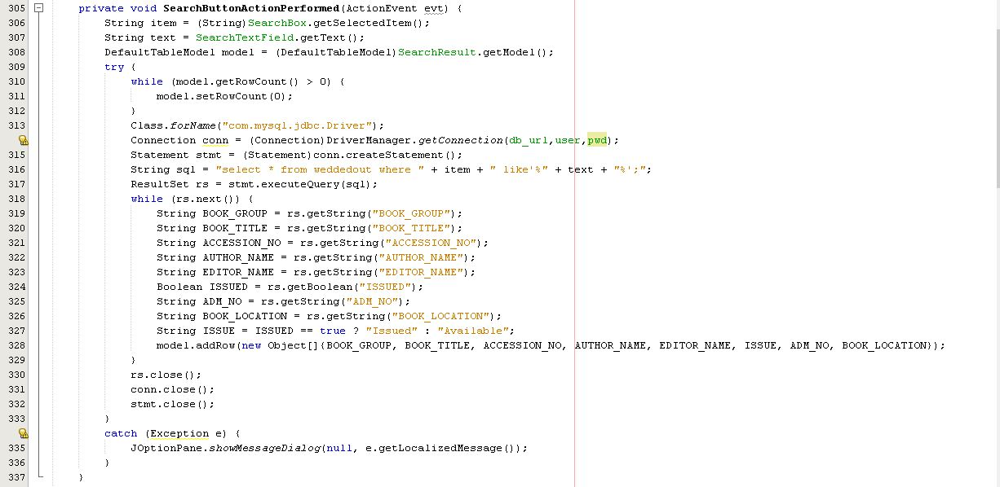 305 private void SearchButtonActionPerformed(ActionEvent evt) {
306 String item = (String)SearchBox.getSelectedItem();
307 String text = SearchTextField.getText();
308 DefaultTableModel model = (DefaultTableModel)SearchResult.getModel();
309 try {
310 while (model.getRowCount() > 0) {
311 model.setRowCount(0);
312 }
313 Class.forName("com.mysql.jdbc.Driver");
Connection conn = (Connection)DriverManager.getConnection(db_url,user,pwd);
315 Statement stmt = (Statement)conn.createStatement();
316 String sql = "select * from weddedout where " + item + " like'%" + text + "%';";
317 ResultSet rs = stmt.executeQuery(sql);
318 while (rs.next()) {
319 String BOOK_GROUP = rs.getString("BOOK_GROUP");
320 String BOOK_TITLE = rs.getString("BOOK_TITLE");
321 String ACCESSION_NO = rs.getString("ACCESSION_NO");
322 String AUTHOR_NAME = rs.getString("AUTHOR_NAME");
323 String EDITOR_NAME = rs.getString("EDITOR_NAME");
324 Boolean ISSUED = rs.getBoolean("ISSUED");
325 String ADM_NO = rs.getString("ADM_NO");
326 String BOOK_LOCATION = rs.getString("BOOK_LOCATION");
327 String ISSUE = ISSUED == true ? "Issued" : "Available";
328 model.addRow(new Object[]{BOOK_GROUP, BOOK_TITLE, ACCESSION_NO, AUTHOR_NAME, EDITOR_NAME, ISSUE, ADM_NO, BOOK_LOCATION});
329 }
330 rs.close();
331 conn.close();
332 stmt.close();
333 }
catch (Exception e) {
335 JOptionPane.showMessageDialog(null, e.getLocalizedMessage());
336 }
337 }